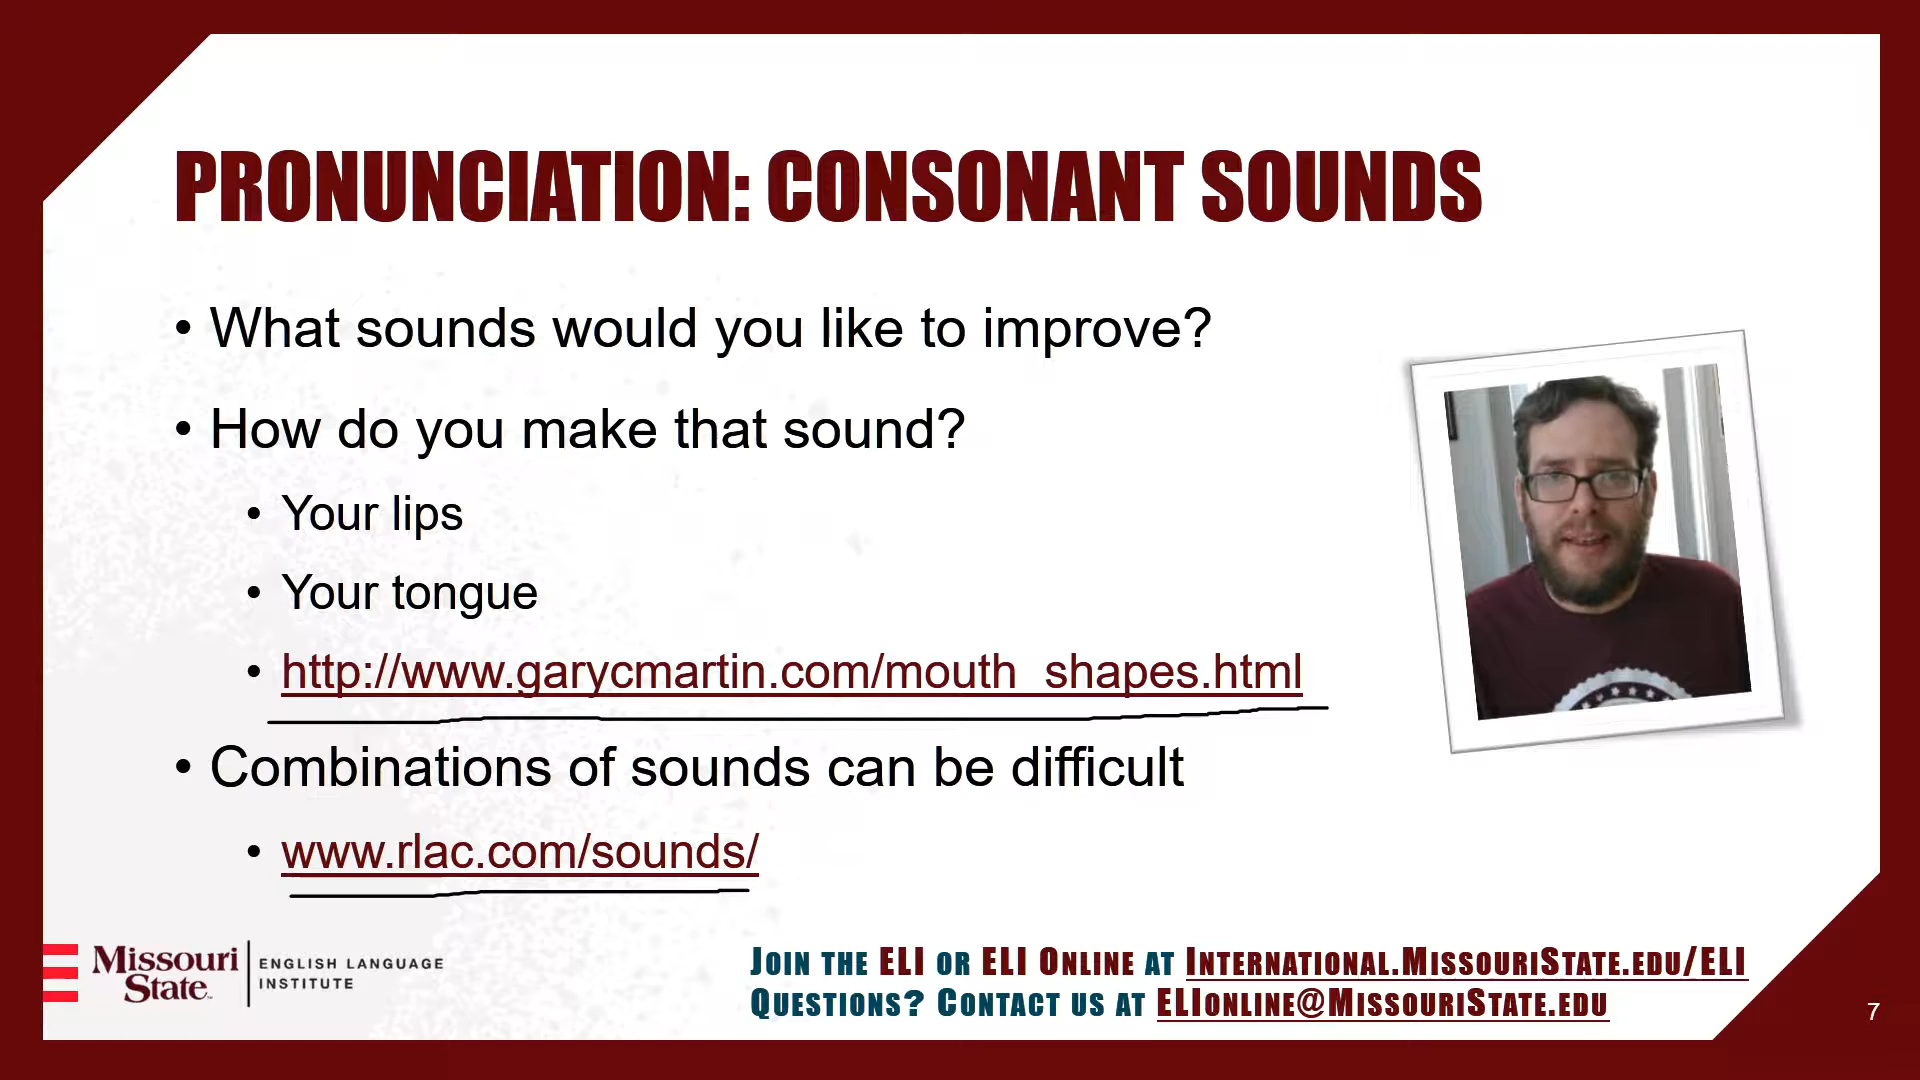 PRONUNCIATION: CONSONANT SOUNDS
• What sounds would you like to improve?
• How do you make that sound?
• Your lips
• Your tongue
• http://www.garycmartin.com/mouth_shapes.html
• Combinations of sounds can be difficult
• www.rlac.com/sounds/
Missouri State™
ENGLISH LANGUAGE
INSTITUTE
JOIN THE ELI OR ELI ONLINE AT INTERNATIONAL.MISSOURISTATE.EDU/ELI
QUESTIONS? CONTACT US AT ELIONLINE@MISSOURISTATE.EDU
7